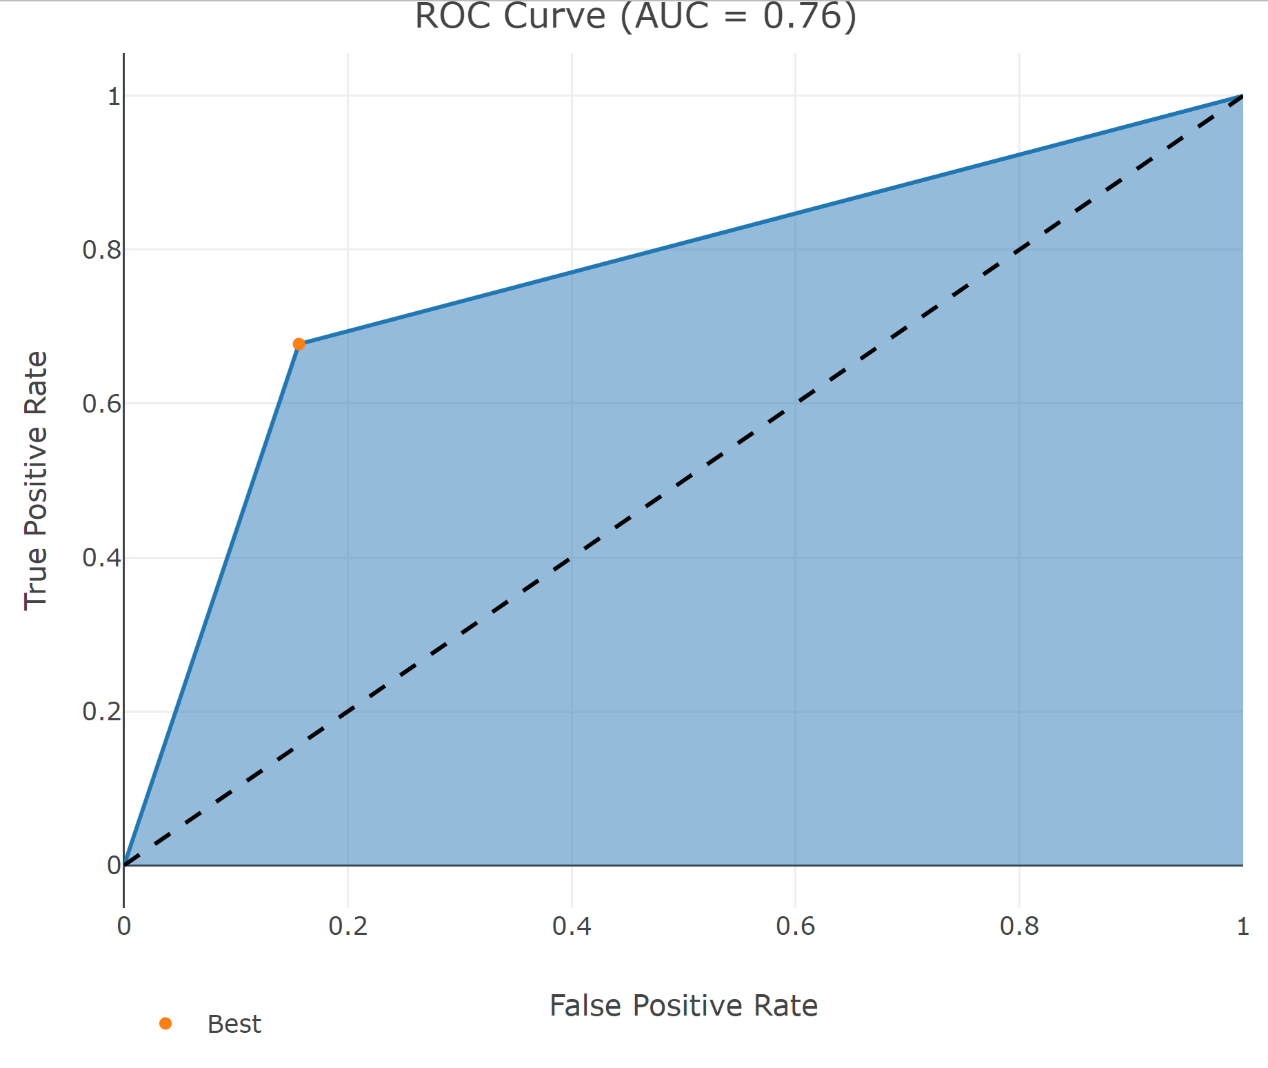 ROC Curve (AUC = 0.76)
1
0.8
0.6
0.4
0.2
0
True Positive Rate
0 0.2 0.4 0.6 0.8 1
False Positive Rate
Best